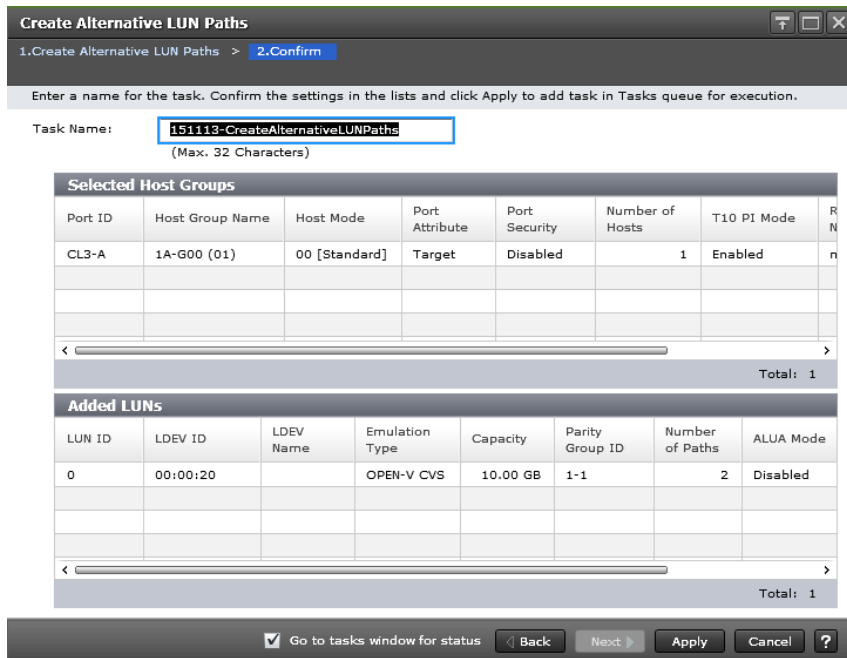 Create Alternative LUN Paths
1.Create Alternative LUN Paths > 2.Confirm
Enter a name for the task. Confirm the settings in the lists and click Apply to add task in Tasks queue for execution.
Task Name: 151113-CreateAlternativeLUNPaths
(Max. 32 Characters)
Selected Host Groups
Port ID Host Group Name Host Mode Port Attribute Port Security Number of Hosts T10 PI Mode R N
CL3-A 1A-G00 (01) 00 [Standard] Target Disabled 1 Enabled n
Total: 1
Added LUNs
LUN ID LDEV ID LDEV Name Emulation Type Capacity Parity Group ID Number of Paths ALUA Mode
0 00:00:20 OPEN-V CVS 10.00 GB 1-1 2 Disabled
Total: 1
Go to tasks window for status Back Next Apply Cancel ?